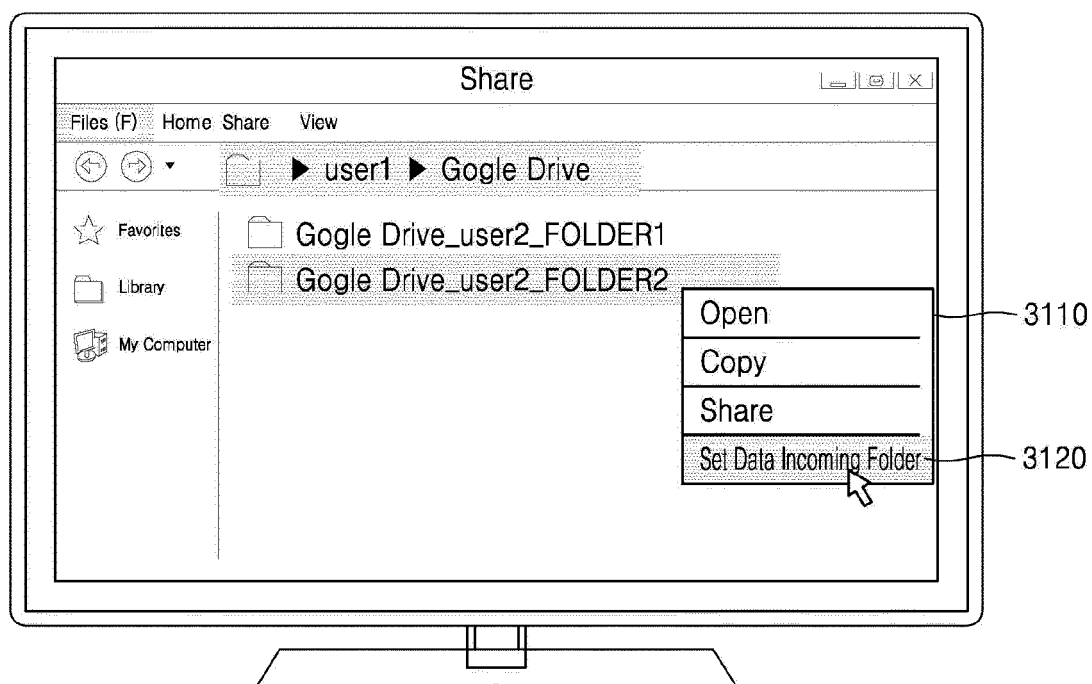 Share
Files (F) Home Share View
user1 Gogle Drive
Favorites
Gogle Drive_user2_FOLDER1
Library
Gogle Drive_user2_FOLDER2
My Computer
Open
3110
Copy
Share
Set Data Incoming Folder
3120